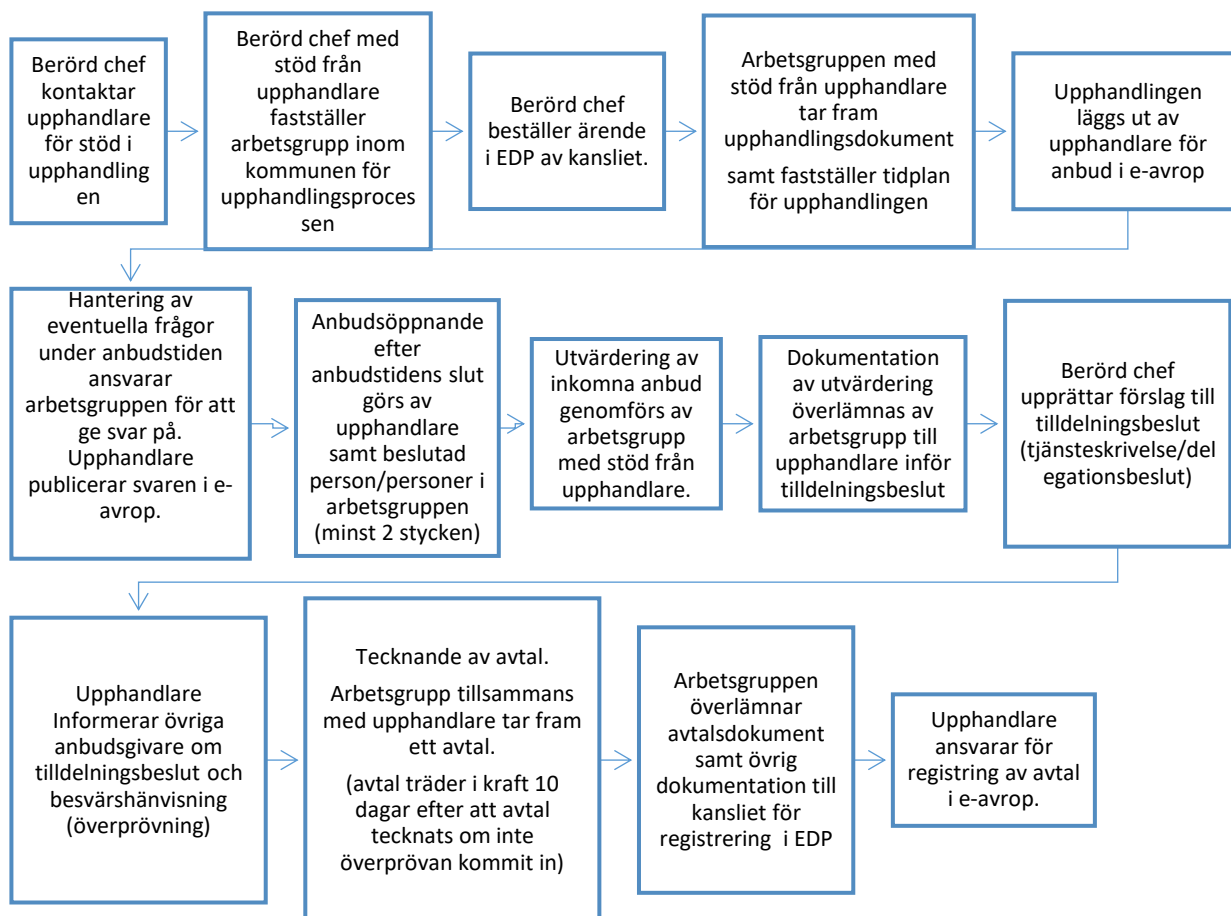 Berörd chef
kontaktar
upphandlare
för stöd i
upphandling
en
Berörd chef med
stöd från
upphandlare
fastställer
arbetsgrupp inom
kommunen för
upphandlingsproces
sen
Berörd chef
beställer ärende
i EDP av kansliet.
Arbetsgruppen med
stöd från upphandlare
tar fram
upphandlingsdokument
samt fastställer tidplan
för upphandlingen
Upphandlingen
läggs ut av
upphandlare för
anbud i e-avrop
Hantering av
eventuella frågor
under anbudstiden
ansvarar
arbetsgruppen för att
ge svar på.
Upphandlare
publicerar svaren i e-
avrop.
Anbudsöppnande
efter
anbudstidens slut
görs av
upphandlare
samt beslutad
person/personer i
arbetsgruppen
(minst 2 stycken)
Utvärdering av
inkomna anbud
genomförs av
arbetsgrupp
med stöd från
upphandlare.
Dokumentation
av utvärdering
överlämnas av
arbetsgrupp till
upphandlare inför
tilldelningsbeslut
Berörd chef
upprättar förslag till
tilldelningsbeslut
(tjänsteskrivelse/del
egationsbeslut)
Upphandlare
Informerar övriga
anbudsgivare om
tilldelningsbeslut och
besvärshänvisning
(överprövning)
Tecknande av avtal.
Arbetsgrupp tillsammans
med upphandlare tar fram
ett avtal.
(avtal träder i kraft 10
dagar efter att avtal
tecknats om inte
överprövan kommit in)
Arbetsgruppen
överlämnar
avtalsdokument
samt övrig
dokumentation till
kansliet för
registrering i EDP
Upphandlare
ansvarar för
registring av avtal
i e-avrop.